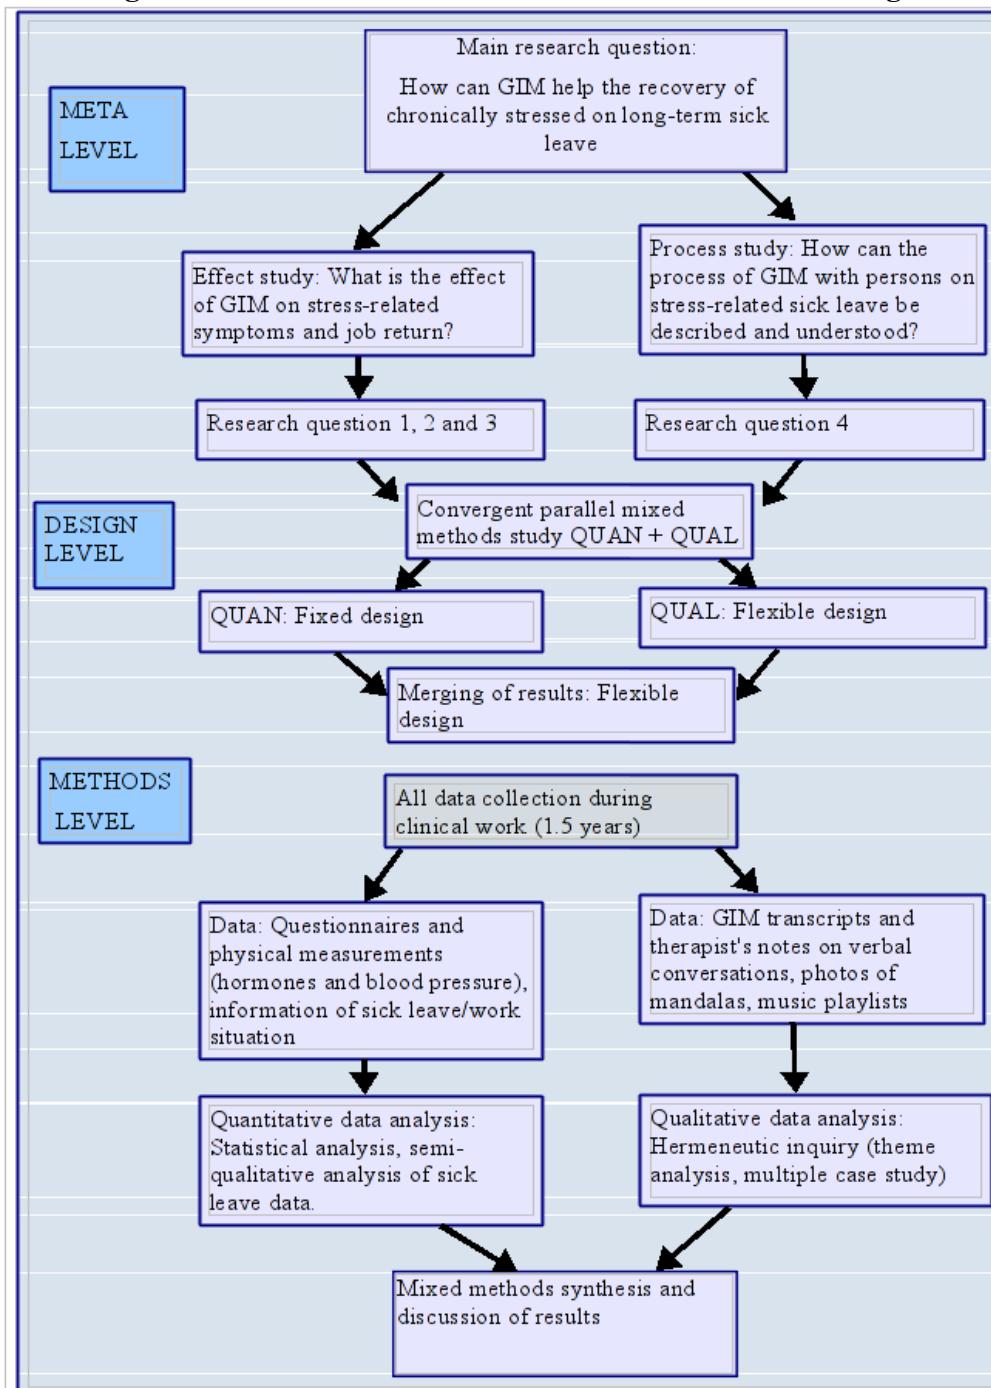 Main research question:
How can GIM help the recovery of
chronically stressed on long-term sick
leave
META
LEVEL
Effect study: What is the effect
of GIM on stress-related
symptoms and job return?
Process study: How can the
process of GIM with persons on
stress-related sick leave be
described and understood?
Research question 1, 2 and 3
Research question 4
DESIGN
LEVEL
Convergent parallel mixed
methods study QUAN + QUAL
QUAN: Fixed design
QUAL: Flexible design
Merging of results: Flexible
design
METHODS
LEVEL
All data collection during
clinical work (1.5 years)
Data: Questionnaires and
physical measurements
(hormones and blood pressure),
information of sick leave/work
situation
Data: GIM transcripts and
therapist's notes on verbal
conversations, photos of
mandalas, music playlists
Quantitative data analysis:
Statistical analysis, semi-
qualitative analysis of sick
leave data.
Qualitative data analysis:
Hermeneutic inquiry (theme
analysis, multiple case study)
Mixed methods synthesis and
discussion of results